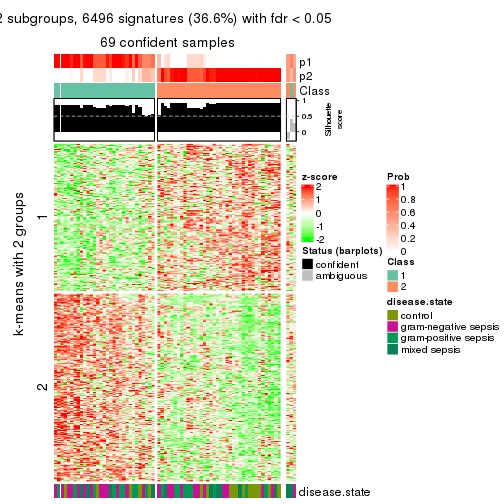 2 subgroups, 6496 signatures (36.6%) with fdr < 0.05
69 confident samples
p1
p2
Class
1
0.5
0
Silhouette
score
k-means with 2 groups
1
2
z-score
2
1
0
-1
-2
Status (barplots)
confident
ambiguous
Prob
1
0.8
0.6
0.4
0.2
0
Class
1
2
disease.state
control
gram-negative sepsis
gram-positive sepsis
mixed sepsis
disease.state